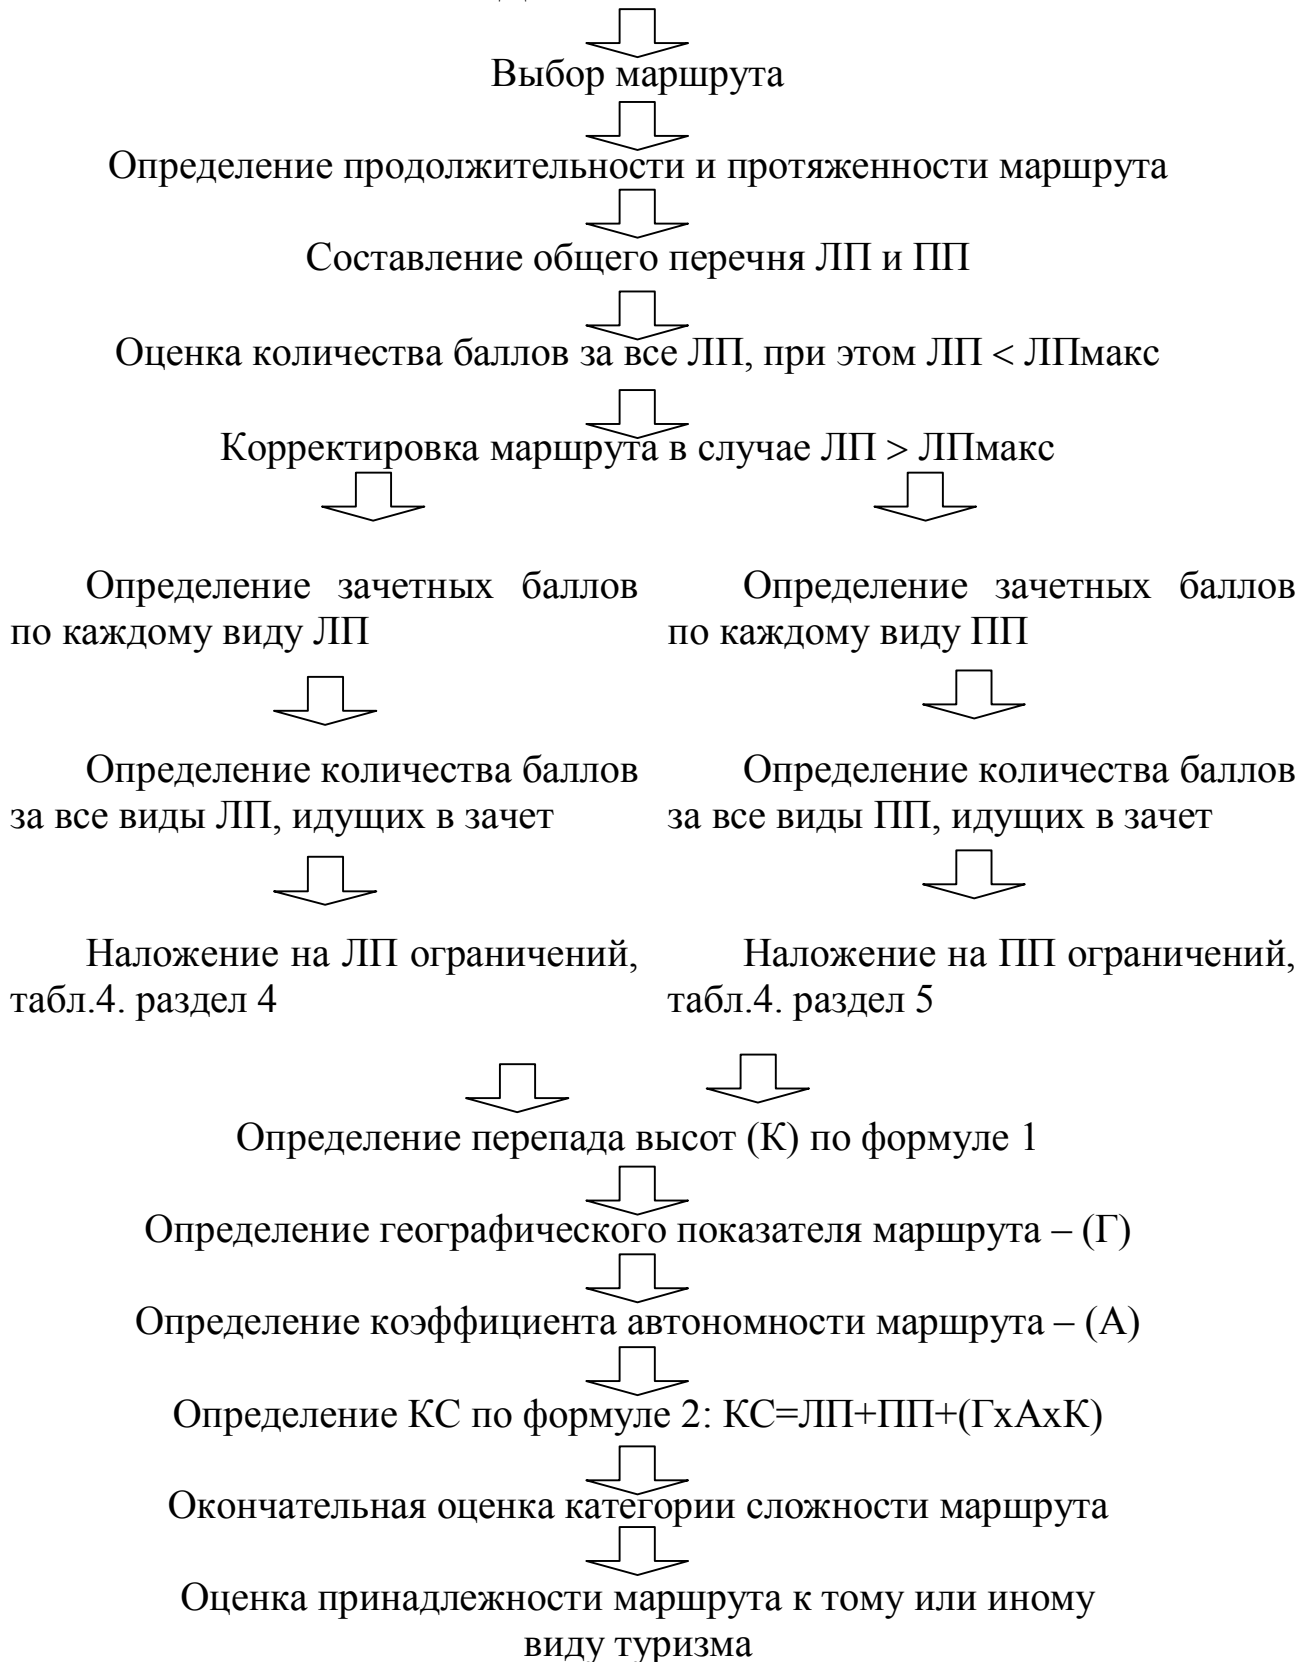 Выбор маршрута
Определение продолжительности и протяженности маршрута
Составление общего перечня ЛП и ПП
Оценка количества баллов за все ЛП, при этом ЛП < ЛПмакс
Корректировка маршрута в случае ЛП > ЛПмакс
Определение зачетных баллов
по каждому виду ЛП
Определение зачетных баллов
по каждому виду ПП
Определение количества баллов
за все виды ЛП, идущих в зачет
Определение количества баллов
за все виды ПП, идущих в зачет
Наложение на ЛП ограничений,
табл.4. раздел 4
Наложение на ПП ограничений,
табл.4. раздел 5
Определение перепада высот (К) по формуле 1
Определение географического показателя маршрута – (Г)
Определение коэффициента автономности маршрута – (А)
Определение КС по формуле 2: КС=ЛП+ПП+(ГхАхК)
Окончательная оценка категории сложности маршрута
Оценка принадлежности маршрута к тому или иному
виду туризма